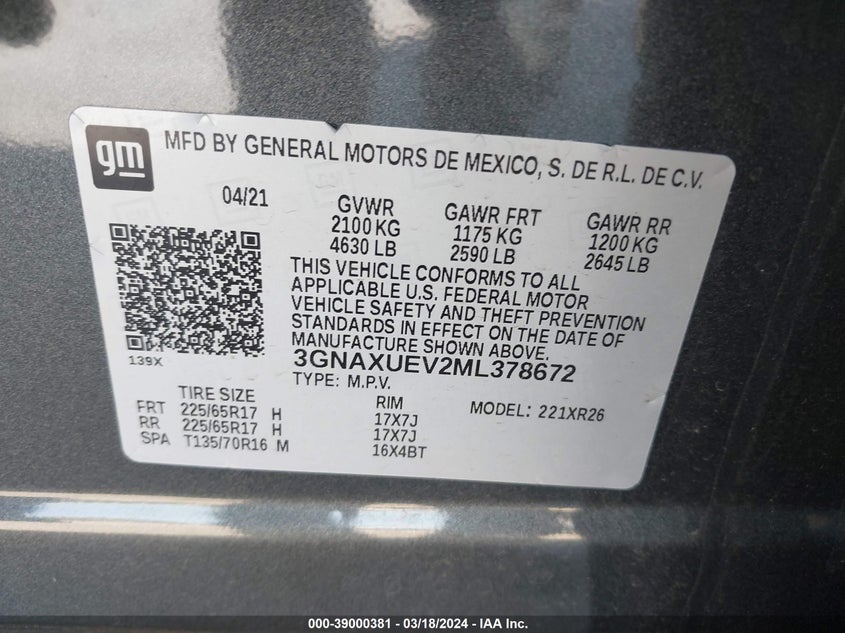 gm
MFD BY GENERAL MOTORS DE MEXICO, S. DE R.L. DE C.V.
04/21
GVWR GAWR FRT GAWR RR
2100 KG 1175 KG 1200 KG
4630 LB 2590 LB 2645 LB
THIS VEHICLE CONFORMS TO ALL
APPLICABLE U.S. FEDERAL MOTOR
VEHICLE SAFETY AND THEFT PREVENTION
STANDARDS IN EFFECT ON THE DATE OF
MANUFACTURE SHOWN ABOVE.
139X
3GNAXUEV2ML378672
TYPE: M.P.V.
TIRE SIZE RIM MODEL: 221XR26
FRT 225/65R17 H 17X7J
RR 225/65R17 H 17X7J
SPA T135/70R16 M 16X4BT
000-39000381 - 03/18/2024 - IAA Inc.